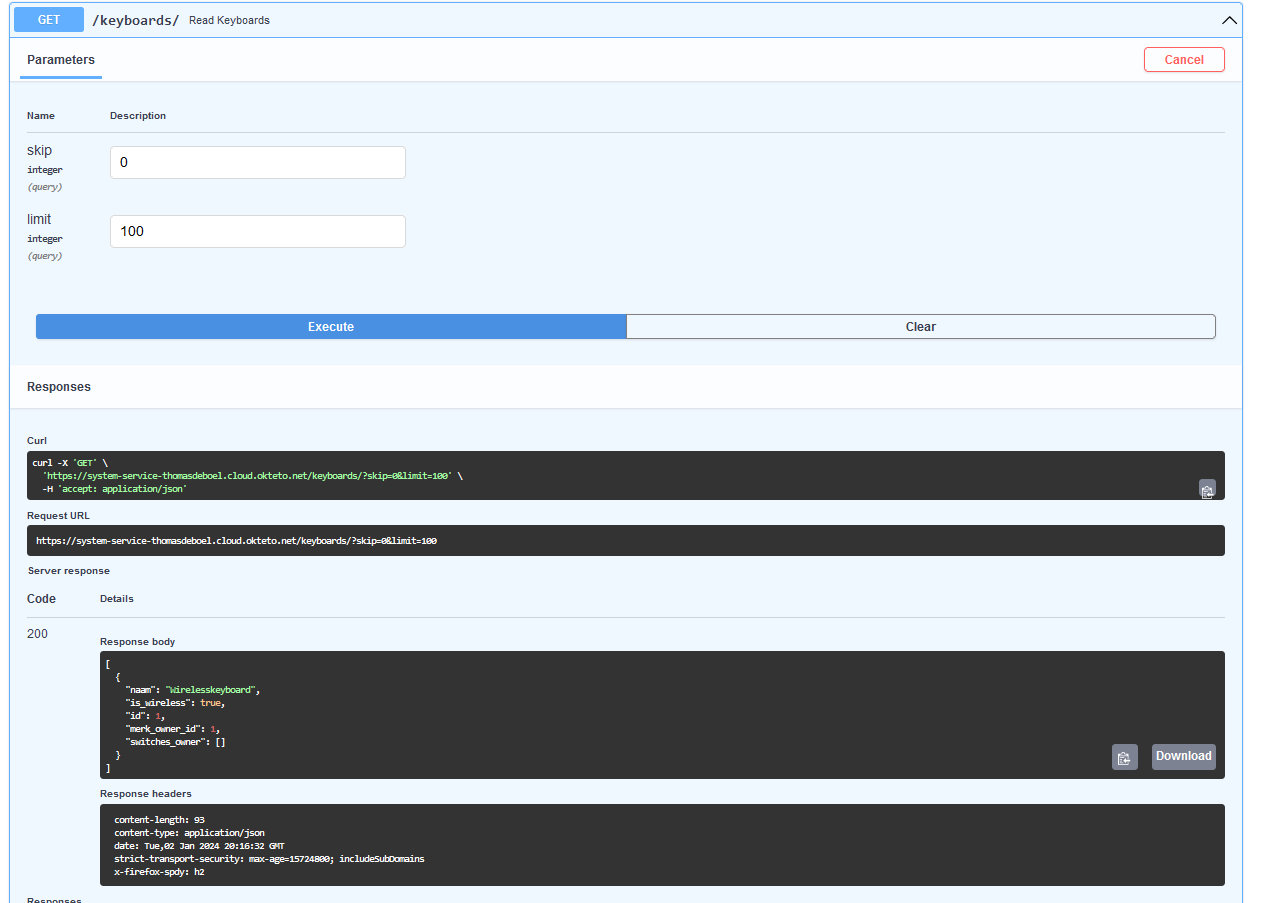 GET /keyboards/ Read Keyboards
Parameters
Cancel
Name Description
skip
integer
(query)
0
limit
integer
(query)
100
Execute Clear
Responses
Curl
curl -X 'GET' \
  'https://system-service-thomasdeboel.cloud.okteto.net/keyboards/?skip=0&limit=100' \
  -H 'accept: application/json'
Request URL
https://system-service-thomasdeboel.cloud.okteto.net/keyboards/?skip=0&limit=100
Server response
Code Details
200
Response body
[
  {
    "naam": "Wirelesskeyboard",
    "is_wireless": true,
    "id": 1,
    "merk_owner_id": 1,
    "switches_owner": []
  }
]
Download
Response headers
content-length: 93
content-type: application/json
date: Tue,02 Jan 2024 20:16:32 GMT
strict-transport-security: max-age=15724800; includeSubDomains
x-firefox-spdy: h2
Responses